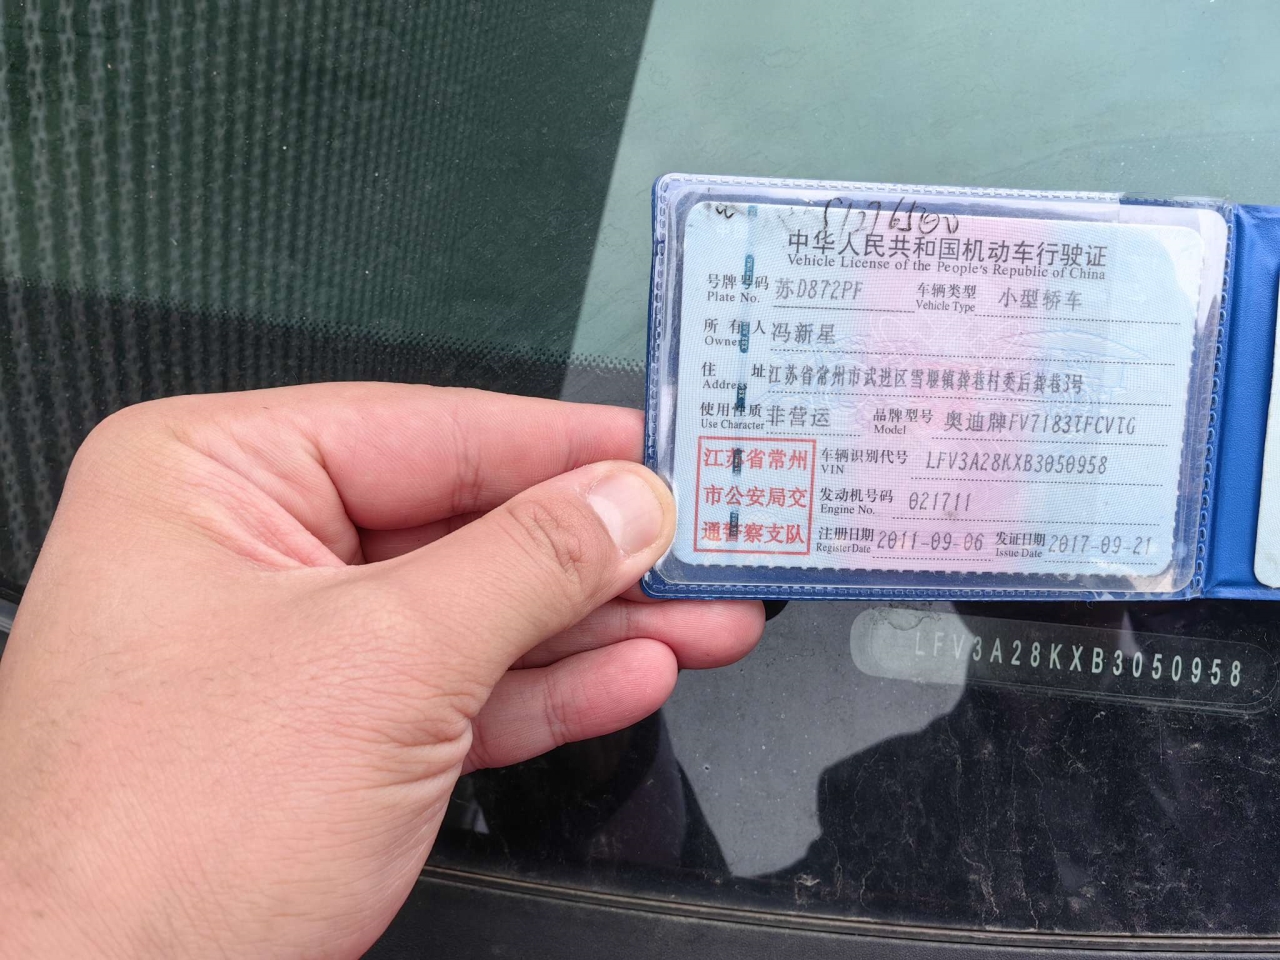 中华人民共和国机动车行驶证
Vehicle License of the People's Republic of China
号牌号码 苏D872PF 车辆类型 小型轿车
Plate No. Vehicle Type
所有人 冯新星
Owner
住址 江苏省常州市武进区雪堰镇龚巷村委后龚巷3号
Address
使用性质 非营运 品牌型号 奥迪牌FV7183TFCVTG
Use Character Model
江苏省常州
市公安局交
通警察支队
车辆识别代号 LFV3A28KXB3050958
VIN
发动机号码 021711
Engine No.
注册日期 2011-09-06 发证日期 2017-09-21
Register Date Issue Date
LFV3A28KXB3050958